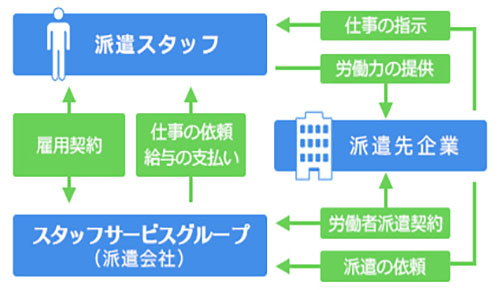 派遣スタッフ
仕事の指示
労働力の提供
雇用契約
仕事の依頼
給与の支払い
派遣先企業
スタッフサービスグループ
（派遣会社）
労働者派遣契約
派遣の依頼